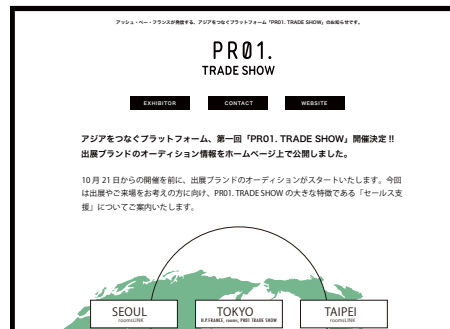 アッシュ・ペー・フランスが発信する、アジアをつなぐプラットフォーム「PR01. TRADE SHOW」のお知らせです。
PR01.
TRADE SHOW
EXHIBITOR CONTACT WEBSITE
アジアをつなぐプラットフォーム、第一回「PR01. TRADE SHOW」開催決定 !!
出展ブランドのオーディション情報をホームページ上で公開しました。
10 月 21 日からの開催を前に、出展ブランドのオーディションがスタートいたします。今回
は出展やご来場をお考えの方に向け、PR01. TRADE SHOW の大きな特徴である「セールス支
援」についてご案内いたします。
SEOUL TOKYO TAIPEI
roomsLINK H.P.FRANCE, rooms, PR01 TRADE SHOW roomsLINK